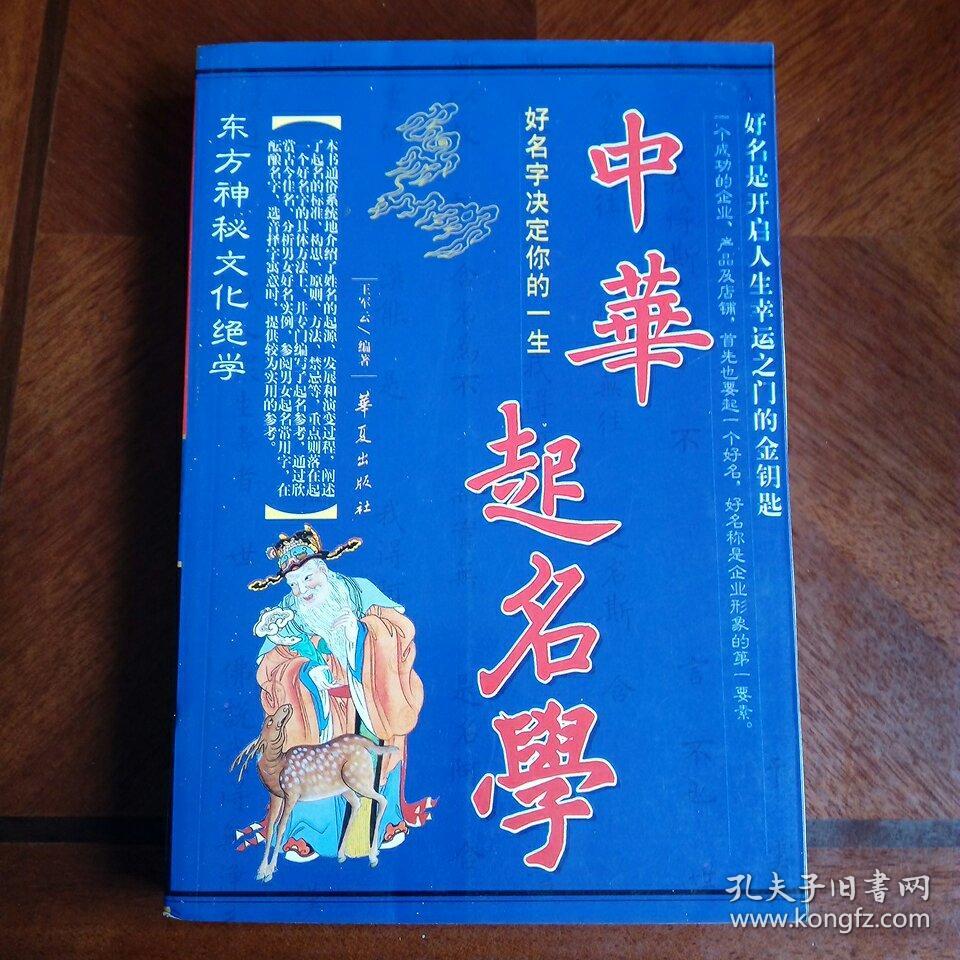 好名是开启人生幸运之门的金钥匙
一个成功的企业、产品及店铺，首先也要起一个好名，好名称是企业形象的第一要素。
中華
起名學
好名字决定你的一生
王军云/编著
華夏出版社
【本书通俗系统地介绍了姓名的起源、发展和演变过程，阐述
了起名的标准、构思、原则、方法、禁忌等，重点则落在起
一个好名字的具体方法上，并专门编写了起名参考，通过欣
赏古今佳名、分析男女好名实例，参阅男女起名常用字，在
酝酿名字、选音择字寓意时，提供较为实用的参考。】
东方神秘文化绝学
孔夫子旧書网
www.kongfz.com